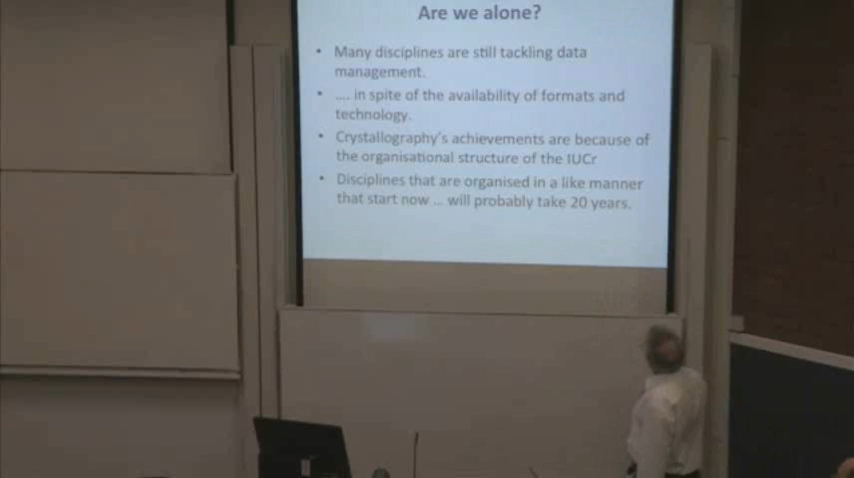 Are we alone?
• Many disciplines are still tackling data
management.
• .... in spite of the availability of formats and
technology.
• Crystallography's achievements are because of
the organisational structure of the IUCr
• Disciplines that are organised in a like manner
that start now ... will probably take 20 years.